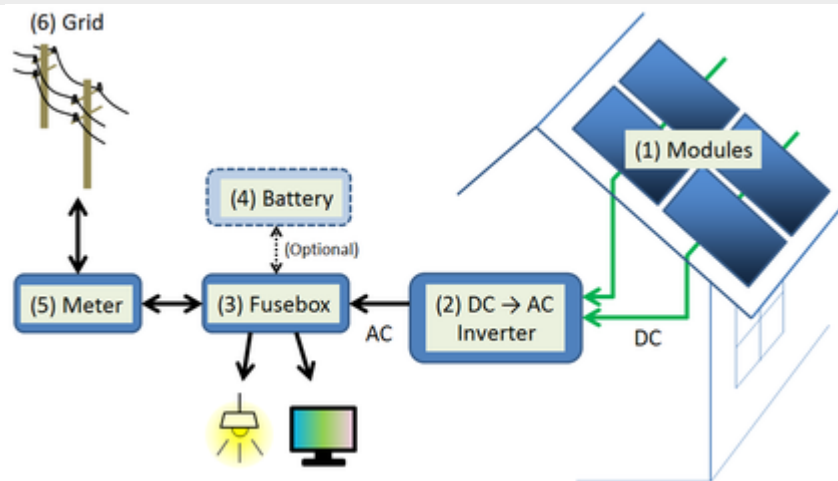 (6) Grid
(1) Modules
(4) Battery
(Optional)
(5) Meter
(3) Fusebox
AC
(2) DC → AC
Inverter
DC